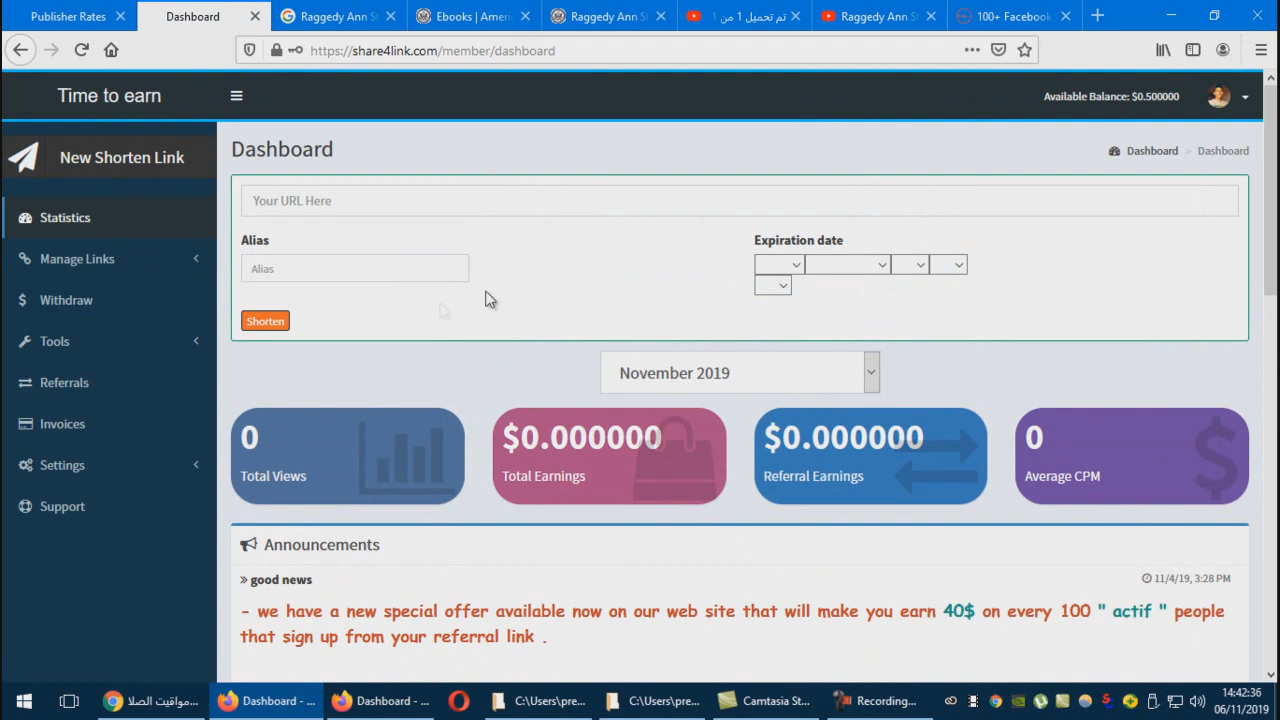 Publisher Rates
Dashboard
Raggedy Ann S
Ebooks | Ameri
Raggedy Ann St
تم تحميل 1 من 1
Raggedy Ann S
100+ Facebook
https://share4link.com/member/dashboard
Time to earn
Available Balance: $0.500000
New Shorten Link
Dashboard
Dashboard > Dashboard
Your URL Here
Statistics
Alias
Expiration date
Manage Links
Alias
Withdraw
Shorten
Tools
November 2019
Referrals
Invoices
0
$0.000000
$0.000000
0
Settings
Total Views
Total Earnings
Referral Earnings
Average CPM
Support
Announcements
» good news
11/4/19, 3:28 PM
- we have a new special offer available now on our web site that will make you earn 40$ on every 100 " actif " people
that sign up from your referral link .
مواقيت الصلا...
Dashboard - ...
Dashboard - ...
C:\Users\pre...
C:\Users\pre...
Camtasia St...
Recording...
14:42:36
06/11/2019